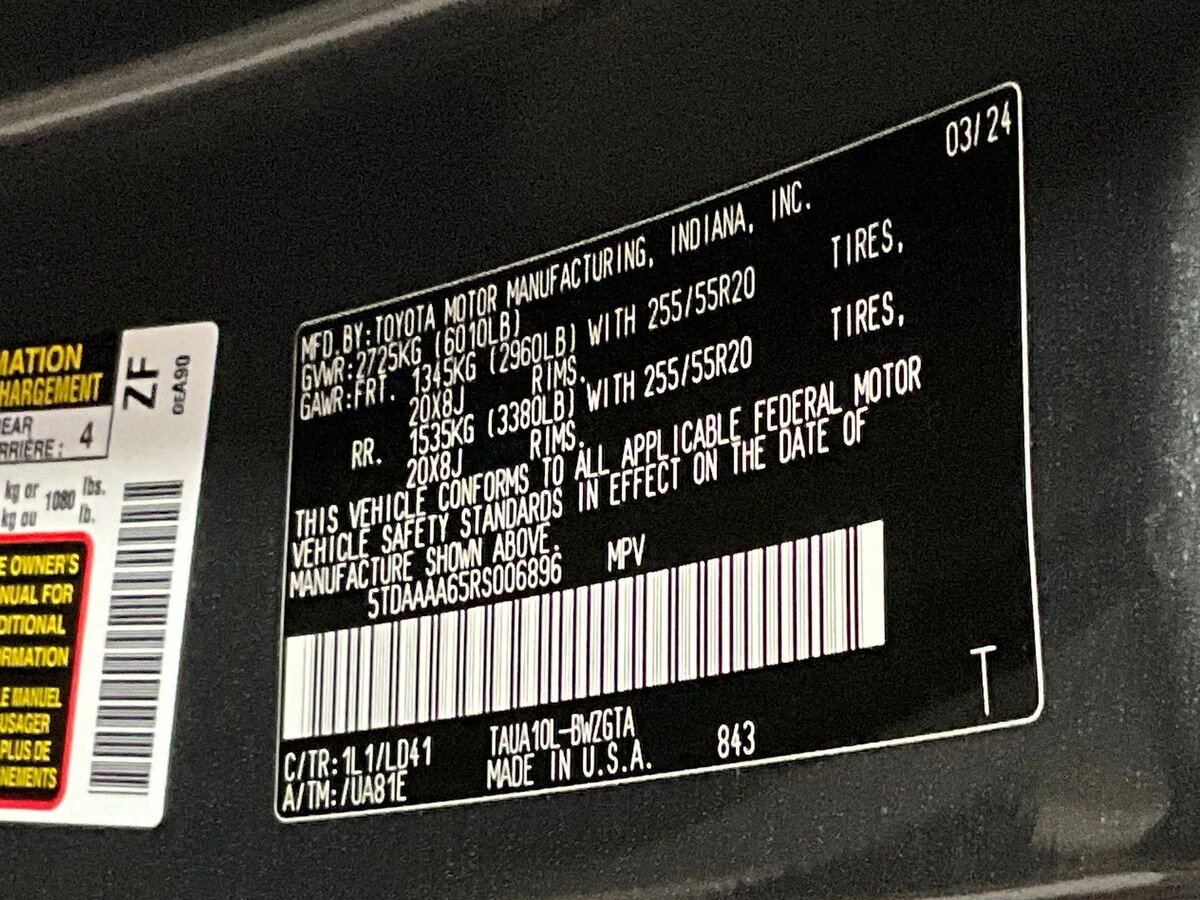 03/24
MFD.BY:TOYOTA MOTOR MANUFACTURING, INDIANA, INC.
GVWR:2725KG (6010LB)
GAWR:FRT. 1345KG (2960LB) WITH 255/55R20 TIRES,
20X8J RIMS.
RR. 1535KG (3380LB) WITH 255/55R20 TIRES,
20X8J RIMS.
THIS VEHICLE CONFORMS TO ALL APPLICABLE FEDERAL MOTOR
VEHICLE SAFETY STANDARDS IN EFFECT ON THE DATE OF
MANUFACTURE SHOWN ABOVE.
5TDAAAA65RS006896 MPV
C/TR:1L1/LD41 TAUA10L-BWZGTA 843
A/TM:/UA81E MADE IN U.S.A.
T
MATION
HARGEMENT
EAR
RRIÈRE: 4
kg or 1080 lbs.
kg ou lb.
E OWNER'S
NUAL FOR
DITIONAL
RMATION
LE MANUEL
USAGER
PLUS DE
NEMENTS
ZF
0EA90